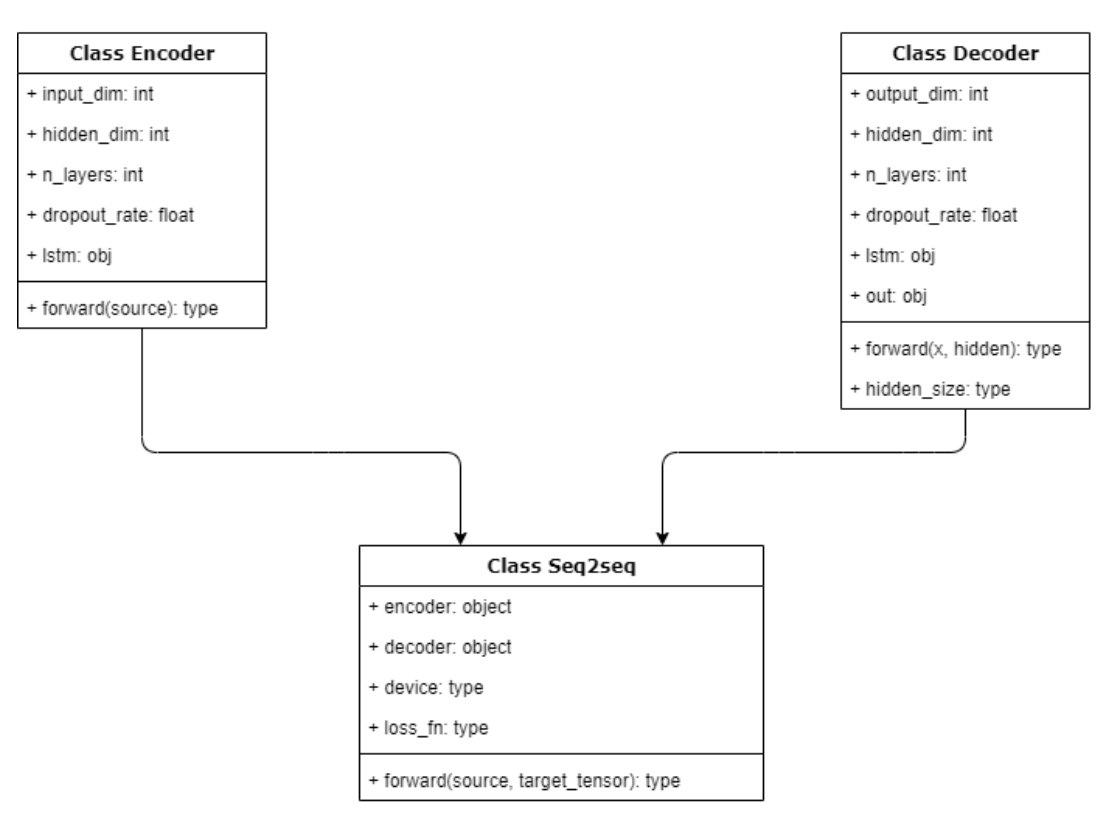 Class Encoder
+ input_dim: int
+ hidden_dim: int
+ n_layers: int
+ dropout_rate: float
+ lstm: obj
+ forward(source): type
Class Decoder
+ output_dim: int
+ hidden_dim: int
+ n_layers: int
+ dropout_rate: float
+ lstm: obj
+ out: obj
+ forward(x, hidden): type
+ hidden_size: type
Class Seq2seq
+ encoder: object
+ decoder: object
+ device: type
+ loss_fn: type
+ forward(source, target_tensor): type